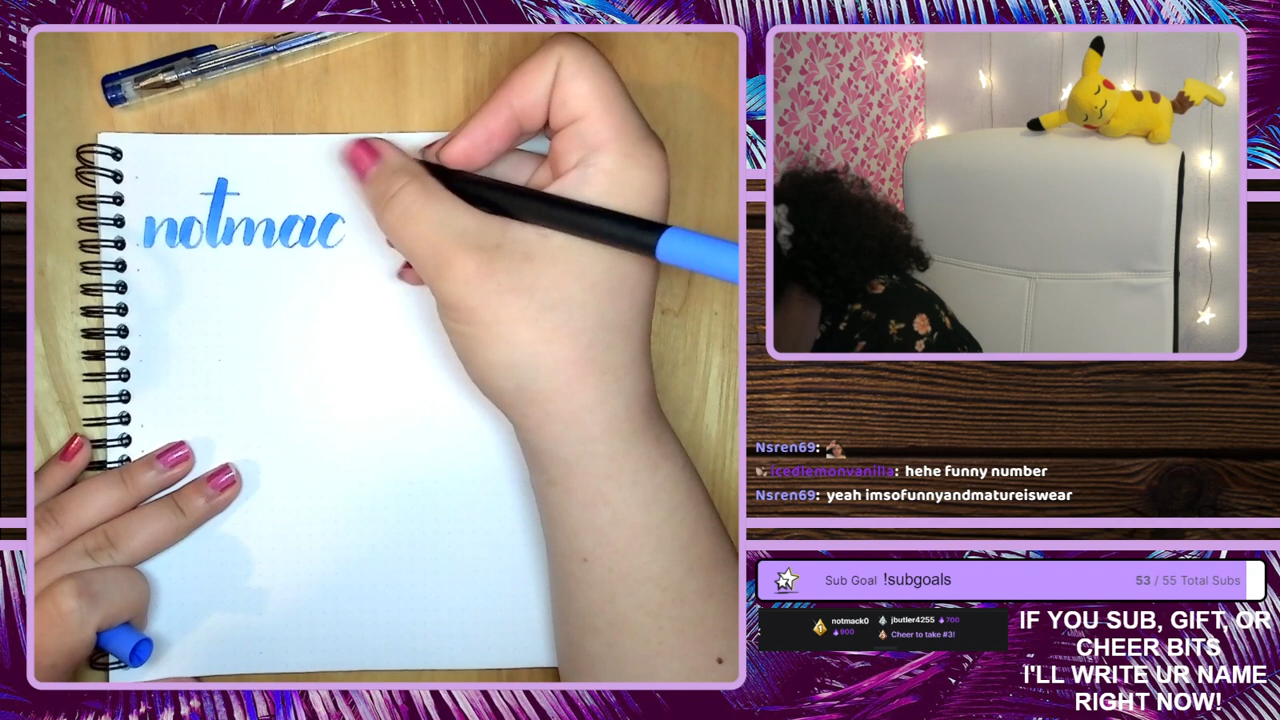 notmac
Nsren69:
icedlemonvanilla: hehe funny number
Nsren69: yeah imsofunnyandmatureiswear
Sub Goal !subgoals 53 / 55 Total Subs
1 notmack0 900
jbutler4255 700
Cheer to take #3!
IF YOU SUB, GIFT, OR
CHEER BITS
I'LL WRITE UR NAME
RIGHT NOW!